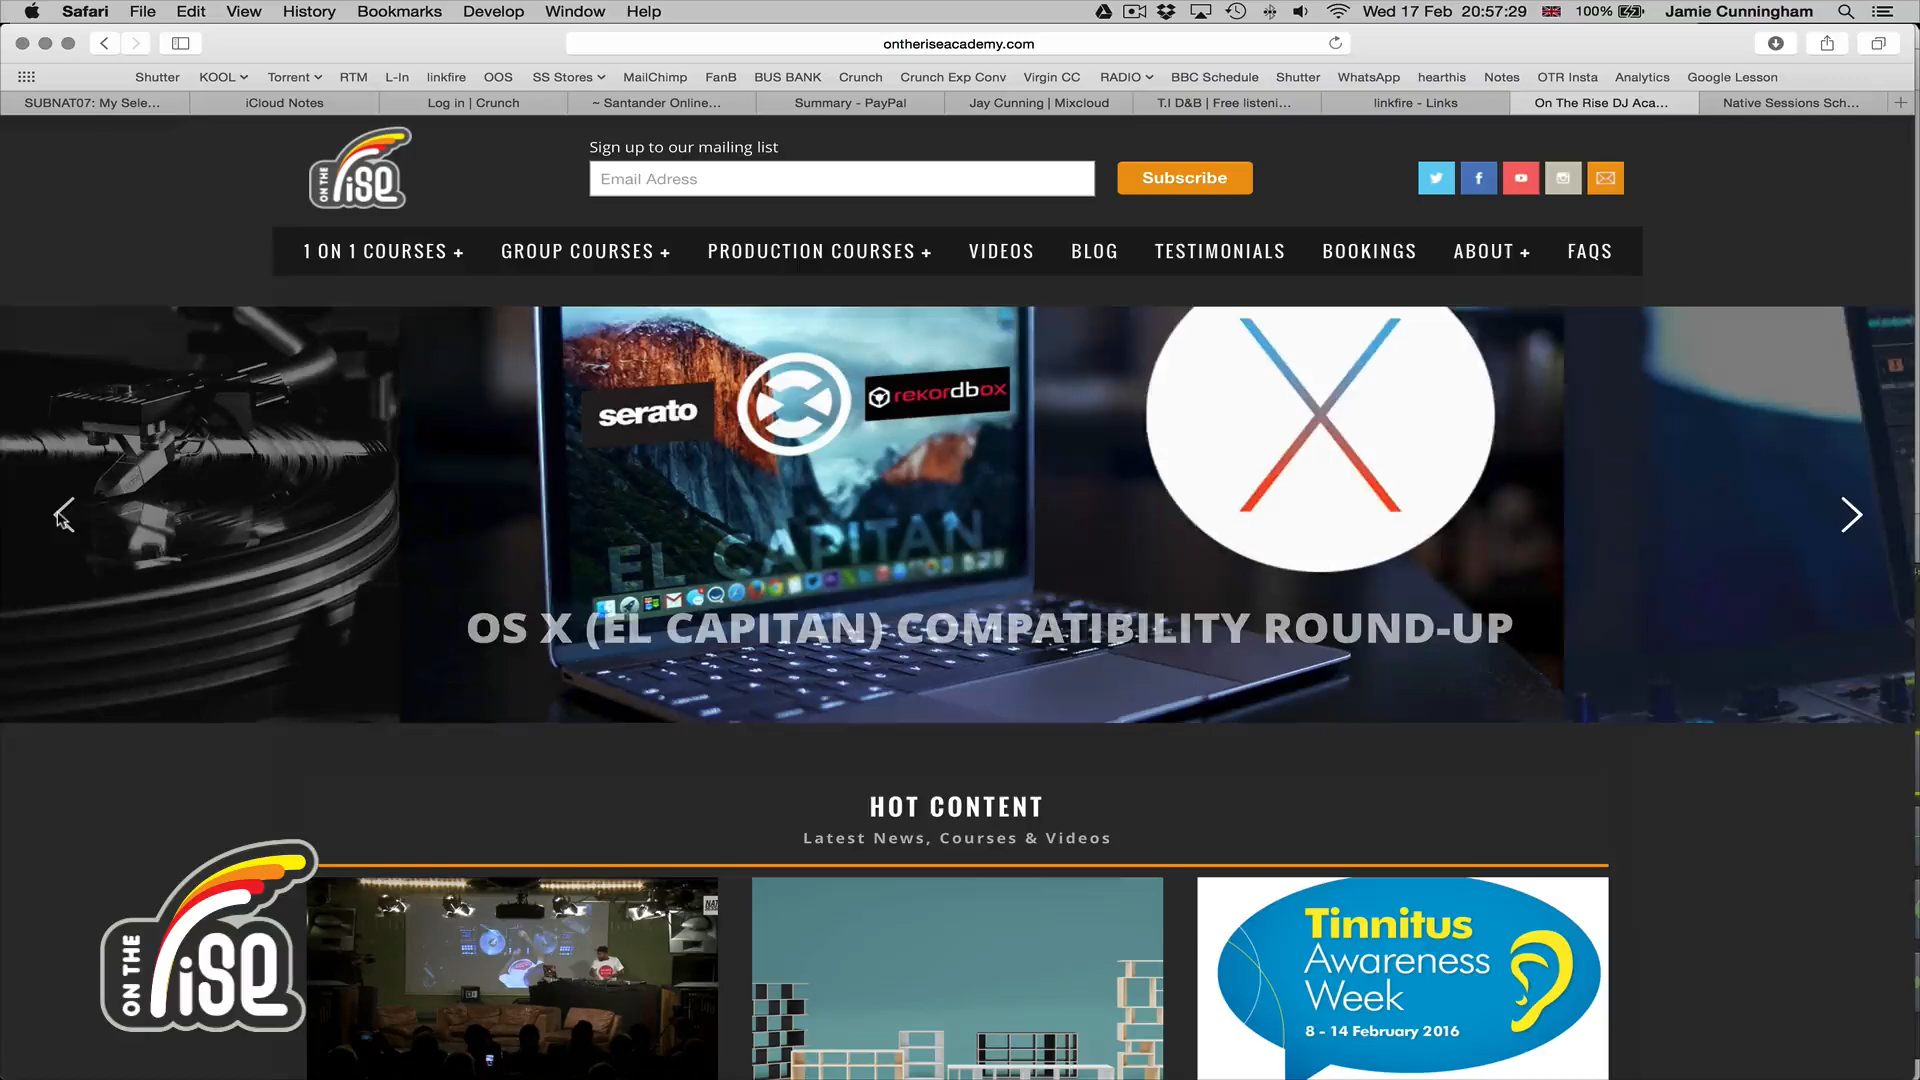 Safari File Edit View History Bookmarks Develop Window Help Wed 17 Feb 20:57:29 100% Jamie Cunningham
ontheriseacademy.com
Shutter KOOL Torrent RTM L-In linkfire OOS SS Stores MailChimp FanB BUS BANK Crunch Crunch Exp Conv Virgin CC RADIO BBC Schedule Shutter WhatsApp hearthis Notes OTR Insta Analytics Google Lesson
SUBNAT07: My Sele... iCloud Notes Log in | Crunch ~ Santander Online... Summary - PayPal Jay Cunning | Mixcloud T.I D&B | Free listeni... linkfire - Links On The Rise DJ Aca... Native Sessions Sch...
ON THE rise
Sign up to our mailing list
Email Adress Subscribe
1 ON 1 COURSES + GROUP COURSES + PRODUCTION COURSES + VIDEOS BLOG TESTIMONIALS BOOKINGS ABOUT + FAQS
serato rekordbox
EL CAPITAN
OS X (EL CAPITAN) COMPATIBILITY ROUND-UP
HOT CONTENT
Latest News, Courses & Videos
ON THE rise
Tinnitus
Awareness
Week
8 - 14 February 2016